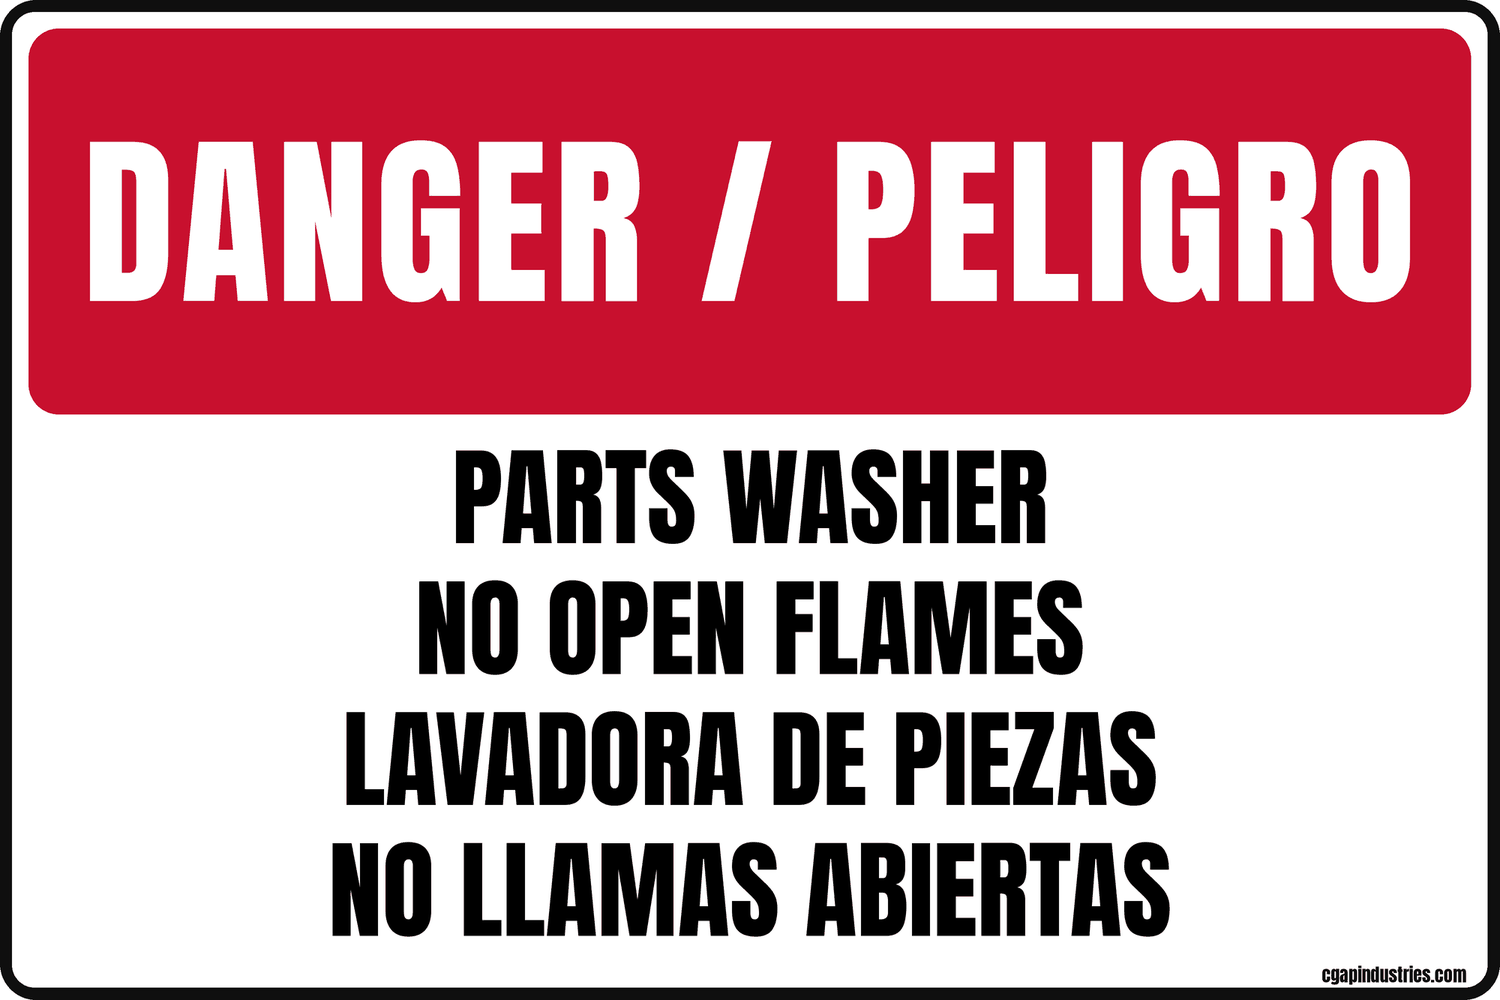 DANGER / PELIGRO
PARTS WASHER
NO OPEN FLAMES
LAVADORA DE PIEZAS
NO LLAMAS ABIERTAS
cgapindustries.com